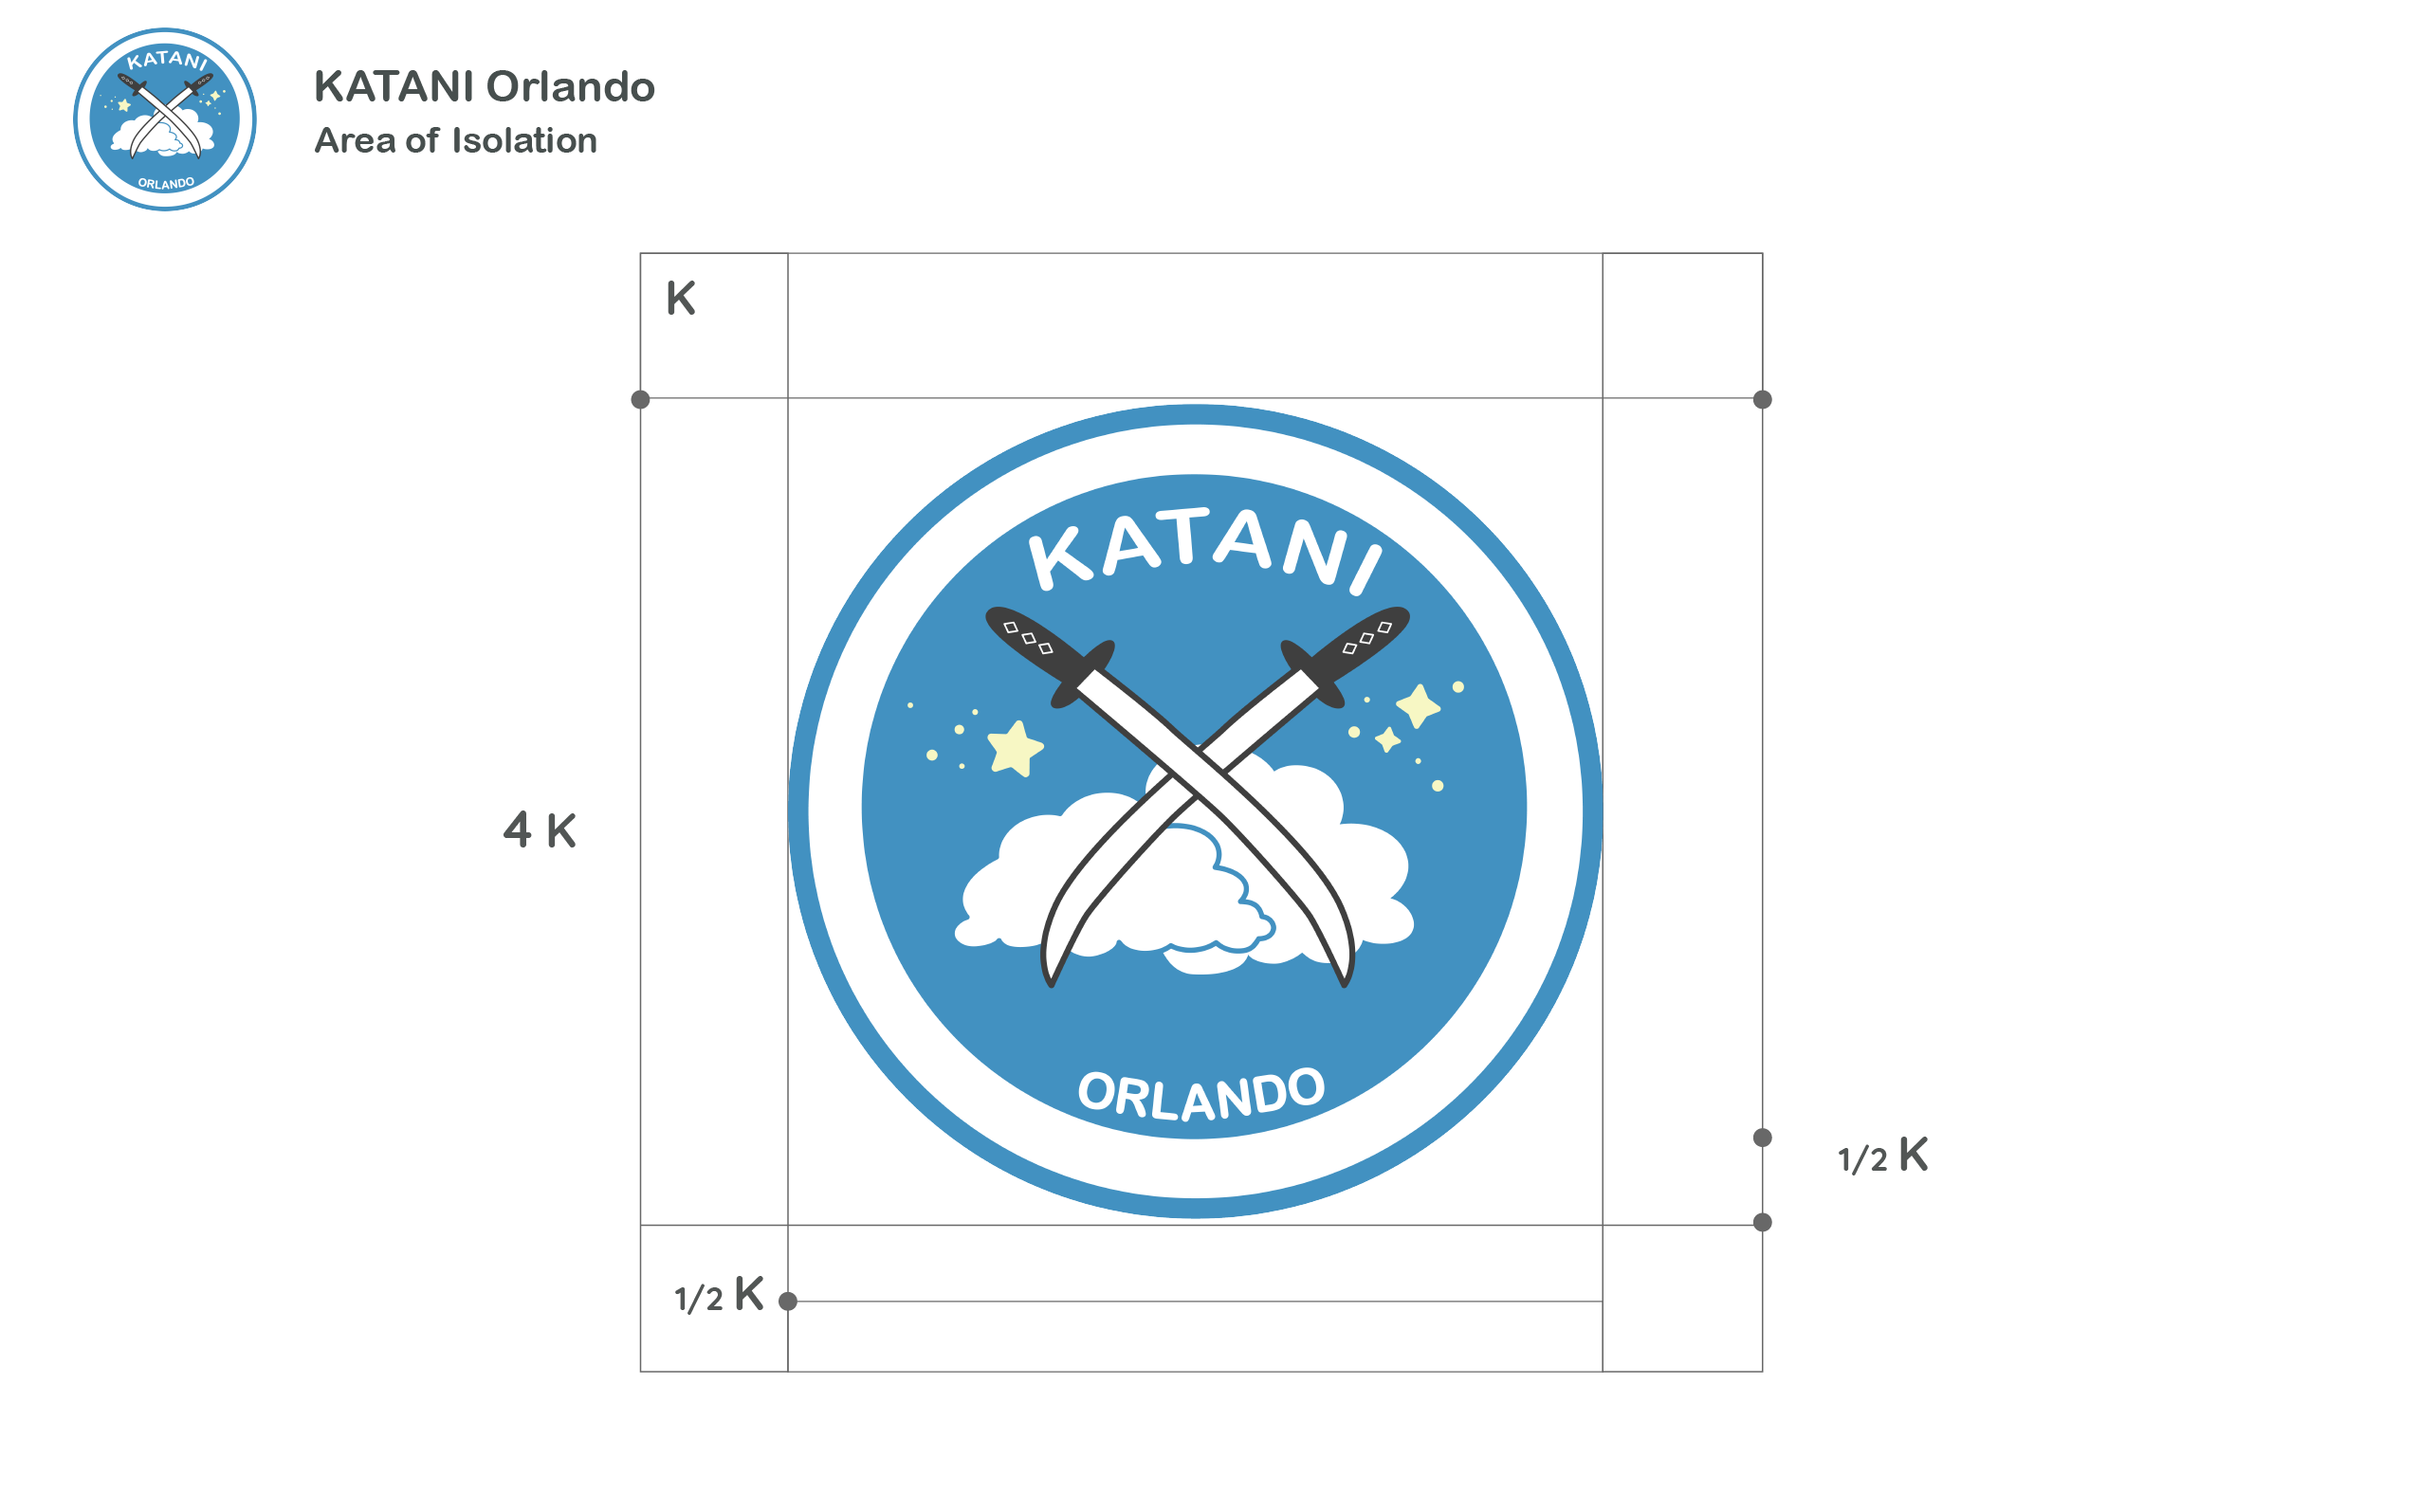 KATANI
ORLANDO
KATANI Orlando
Area of Isolation
K
KATANI
4 K
ORLANDO
1/2 K
1/2 K